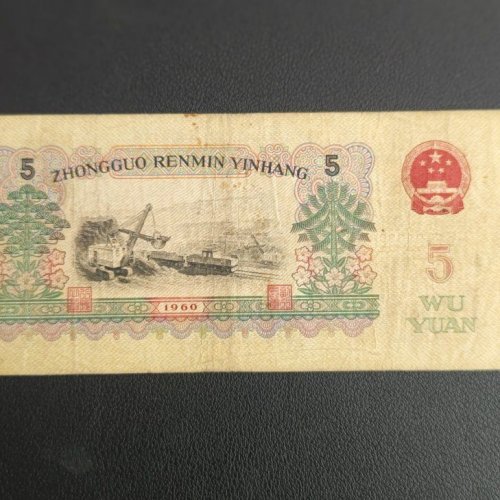 5 ZHONGGUO RENMIN YINHANG 5
5
WU
YUAN
1960